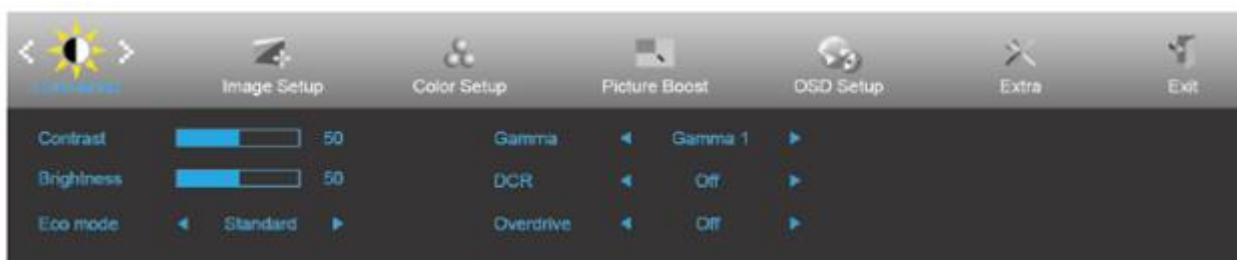 Image Setup
Color Setup
Picture Boost
OSD Setup
Extra
Exit
Contrast 50 Gamma Gamma 1
Brightness 50 DCR Off
Eco mode Standard Overdrive Off